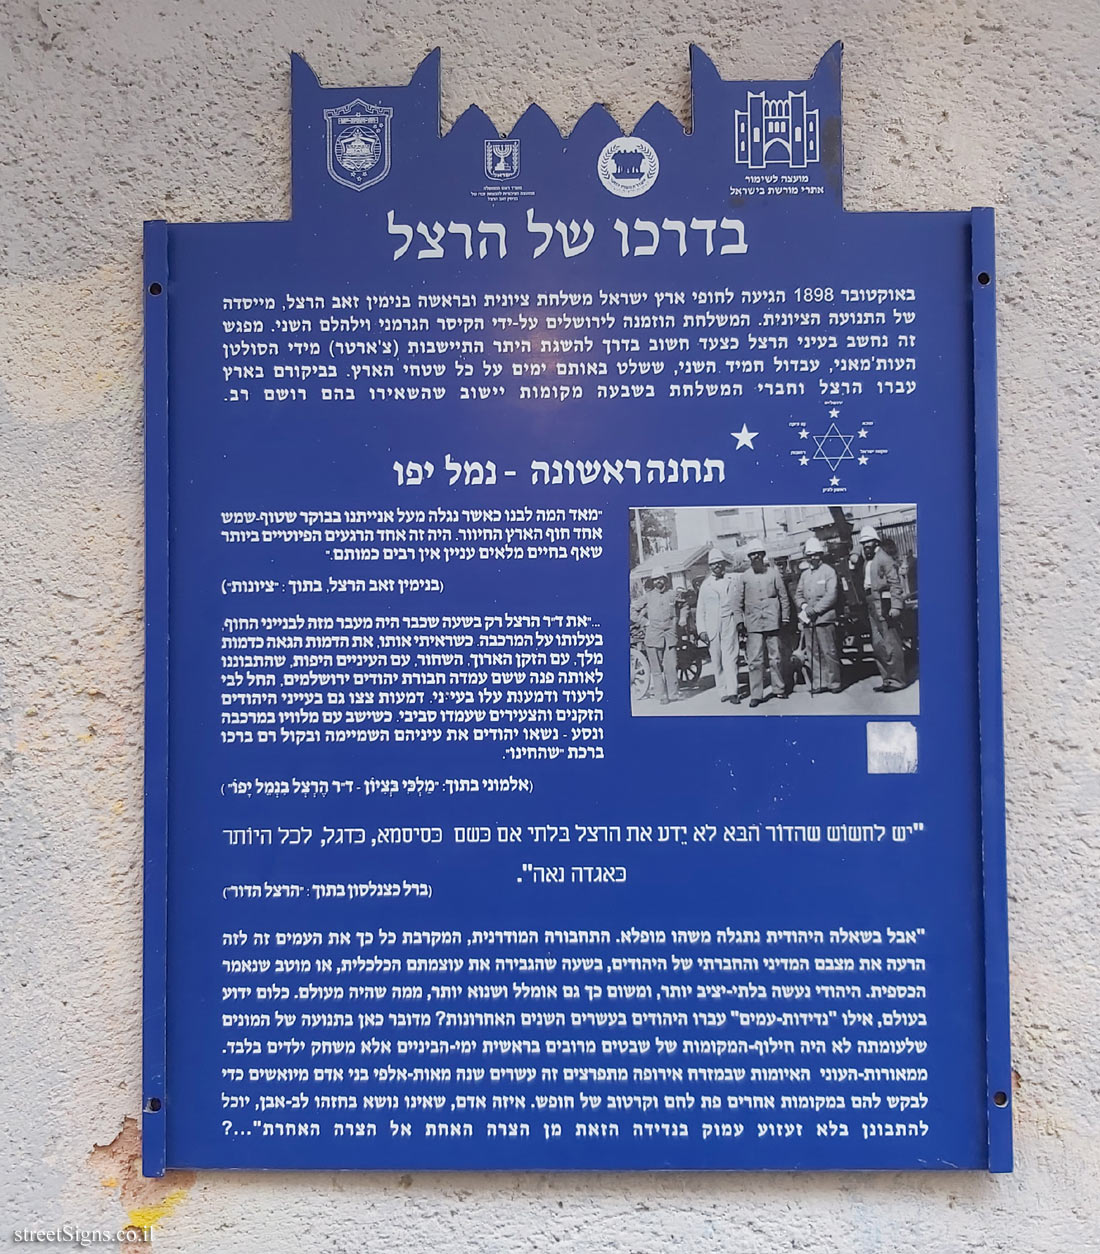 מועצה לשימור
אתרי מורשת בישראל
משרד ראש הממשלה
בדרכו של הרצל
באוקטובר 1898 הגיעה לחופי ארץ ישראל משלחת ציונית ובראשה בנימין זאב הרצל, מייסדה
של התנועה הציונית. המשלחת הוזמנה לירושלים על-ידי הקיסר הגרמני וילהלם השני. מפגש
זה נחשב בעיני הרצל כצעד חשוב בדרך להשגת היתר התיישבות (צ'ארטר) מידי הסולטן
העות'מאני, עבדול חמיד השני, ששלט באותם ימים על כל שטחי הארץ. בביקורם בארץ
עברו הרצל וחברי המשלחת בשבעה מקומות יישוב שהשאירו בהם רושם רב.
ירושלים
מוצא
מקווה ישראל
רחובות
ראשון לציון
תחנה ראשונה - נמל יפו
"מאד המה לבנו כאשר נגלה מעל אנייתנו בבוקר שטוף-שמש
אחד חוף הארץ החיוור. היה זה אחד הרגעים הפיוטיים ביותר
שאף בחיים מלאים עניין אין רבים כמותם."
(בנימין זאב הרצל, בתוך: "ציונות")
..."את ד"ר הרצל רק בשעה שכבר היה מעבר מזה לבנייני החוף,
בעלותו על המרכבה. כשראיתי אותו, את הדמות הגאה כדמות
מלך, עם הזקן הארוך, השחור, עם העיניים היפות, שהתבוננו
לאותה פנה ששם עמדה חבורת יהודים ירושלמים, החל לבי
לרעוד ודמעות עלו בעיני. דמעות צצו גם בעייני היהודים
הזקנים והצעירים שעמדו סביבי. כשישב עם מלוויו במרכבה
ונסע - נשאו יהודים את עיניהם השמיימה ובקול רם ברכו
ברכת "שהחינו".
(אלמוני בתוך: "מַלְכִּי בְּצִיּוֹן - ד"ר הֶרְצְל בִּנְמַל יָפוֹ" )
"יש לחשוש שהדור הבא לא יֵדע את הרצל בלתי אם כשם כסיסמא, כדגל, לכל היותר
כאגדה נאה".
(ברל כצנלסון בתוך: "הרצל הדור")
"אבל בשאלה היהודית נתגלה משהו מופלא. התחבורה המודרנית, המקרבת כל כך את העמים זה לזה
הרעה את מצבם המדיני והחברתי של היהודים, בשעה שהגבירה את עוצמתם הכלכלית, או מוטב שנאמר
הכספית. היהודי נעשה בלתי-יציב יותר, ומשום כך גם אומלל ושנוא יותר, ממה שהיה מעולם. כלום ידוע
בעולם, אילו "נדידות-עמים" עברו היהודים בעשרים השנים האחרונות? מדובר כאן בתנועה של המונים
שלעומתה לא היה חילוף-המקומות של שבטים מרובים בראשית ימי-הביניים אלא משחק ילדים בלבד.
ממאורות-העוני האיומות שבמזרח אירופה מתפרצים זה עשרים שנה מאות-אלפי בני אדם מיואשים כדי
לבקש להם במקומות אחרים פת לחם וקרטוב של חופש. איזה אדם, שאינו נושא בחזהו לב-אבן, יוכל
להתבונן בלא זעזוע עמוק בנדידה הזאת מן הצרה האחת אל הצרה האחרת"...?
streetSigns.co.il